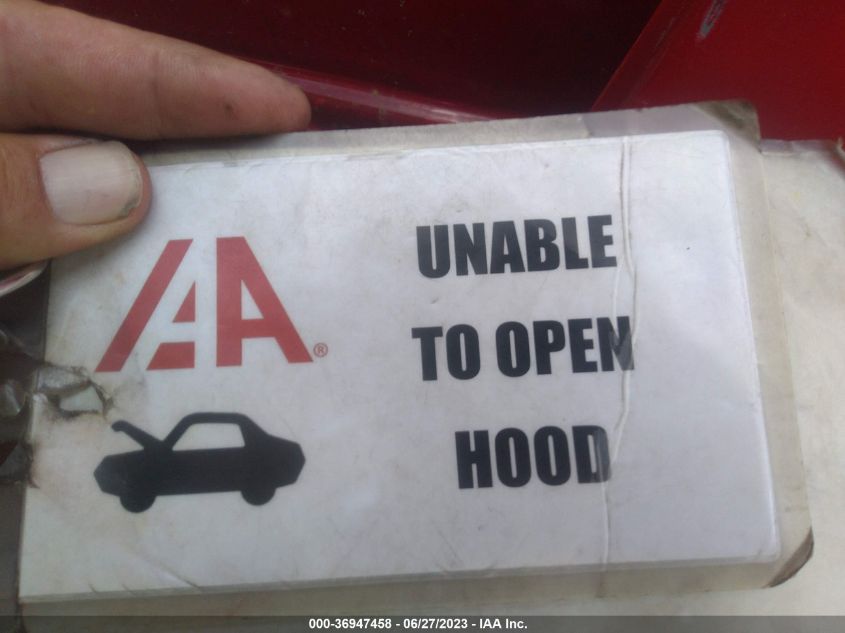 IAA®
UNABLE
TO OPEN
HOOD
000-36947458 - 06/27/2023 - IAA Inc.